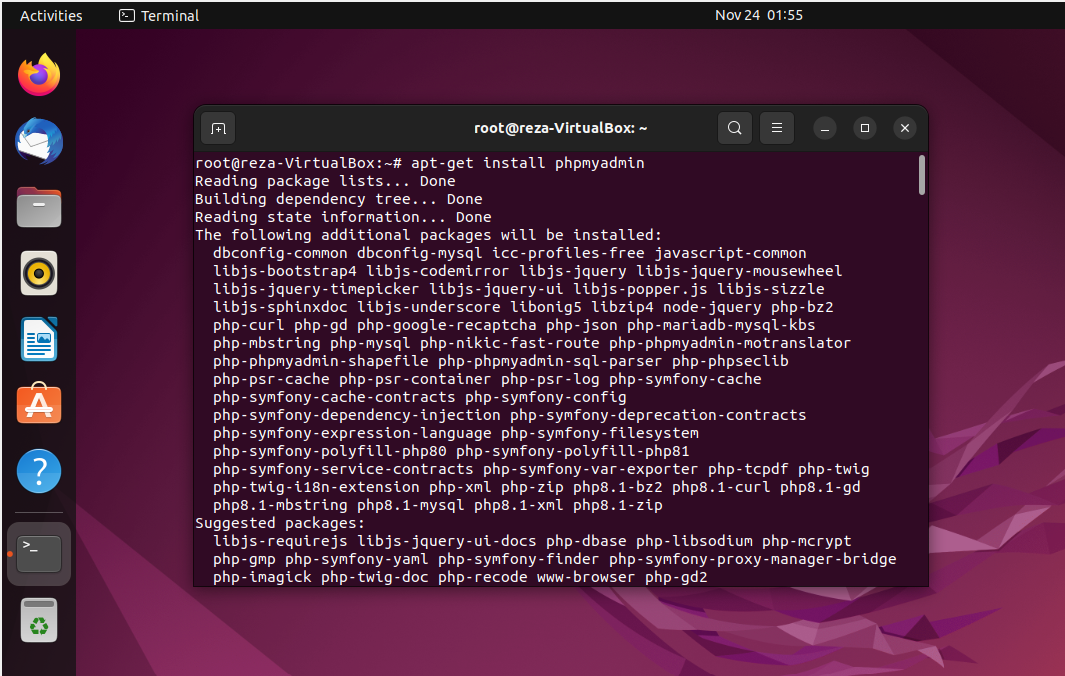 Activities
Terminal
Nov 24 01:55
root@reza-VirtualBox: ~
root@reza-VirtualBox:~# apt-get install phpmyadmin
Reading package lists... Done
Building dependency tree... Done
Reading state information... Done
The following additional packages will be installed:
dbconfig-common dbconfig-mysql icc-profiles-free javascript-common
libjs-bootstrap4 libjs-codemirror libjs-jquery libjs-jquery-mousewheel
libjs-jquery-timepicker libjs-jquery-ui libjs-popper.js libjs-sizzle
libjs-sphinxdoc libjs-underscore libonig5 libzip4 node-jquery php-bz2
php-curl php-gd php-google-recaptcha php-json php-mariadb-mysql-kbs
php-mbstring php-mysql php-nikic-fast-route php-phpmyadmin-motranslator
php-phpmyadmin-shapefile php-phpmyadmin-sql-parser php-phpseclib
php-psr-cache php-psr-container php-psr-log php-symfony-cache
php-symfony-cache-contracts php-symfony-config
php-symfony-dependency-injection php-symfony-deprecation-contracts
php-symfony-expression-language php-symfony-filesystem
php-symfony-polyfill-php80 php-symfony-polyfill-php81
php-symfony-service-contracts php-symfony-var-exporter php-tcpdf php-twig
php-twig-i18n-extension php-xml php-zip php8.1-bz2 php8.1-curl php8.1-gd
php8.1-mbstring php8.1-mysql php8.1-xml php8.1-zip
Suggested packages:
libjs-requirejs libjs-jquery-ui-docs php-dbase php-libsodium php-mcrypt
php-gmp php-symfony-yaml php-symfony-finder php-symfony-proxy-manager-bridge
php-imagick php-twig-doc php-recode www-browser php-gd2